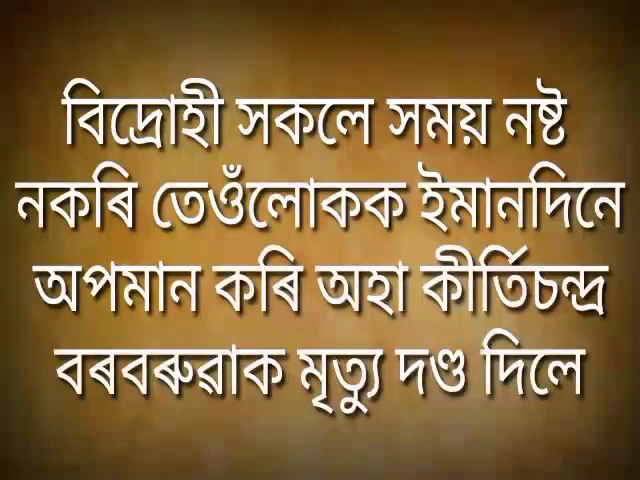 বিদ্ৰোহী সকলে সময় নষ্ট
নকৰি তেওঁলোকক ইমানদিনে
অপমান কৰি অহা কীৰ্তিচন্দ্ৰ
বৰবৰুৱাক মৃত্যু দণ্ড দিলে